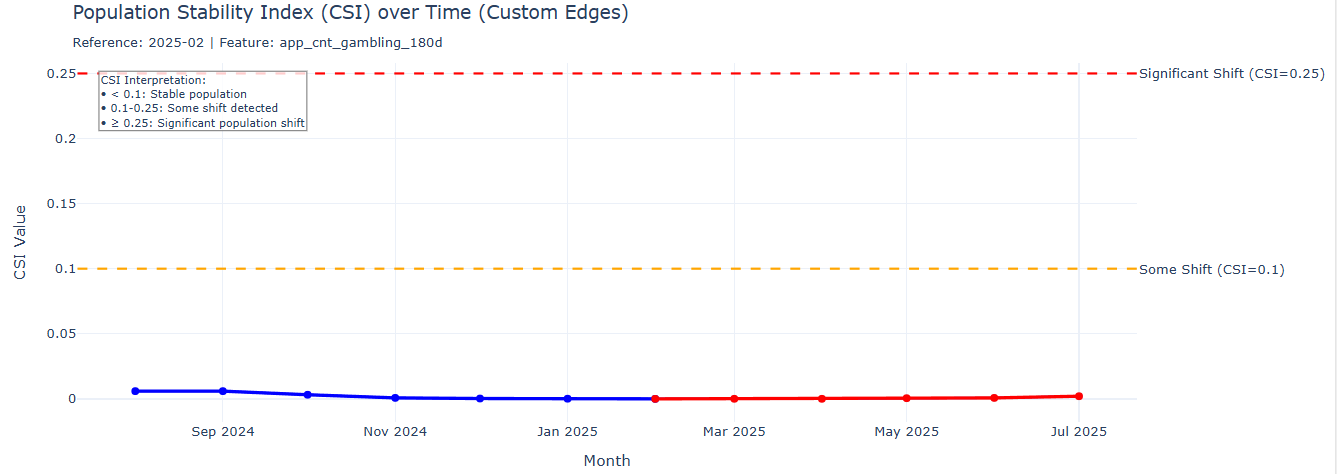 Population Stability Index (CSI) over Time (Custom Edges)
Reference: 2025-02 | Feature: app_cnt_gambling_180d
CSI Interpretation:
• < 0.1: Stable population
• 0.1-0.25: Some shift detected
• ≥ 0.25: Significant population shift
Significant Shift (CSI=0.25)
Some Shift (CSI=0.1)
CSI Value
0.25
0.2
0.15
0.1
0.05
0
Sep 2024
Nov 2024
Jan 2025
Mar 2025
May 2025
Jul 2025
Month